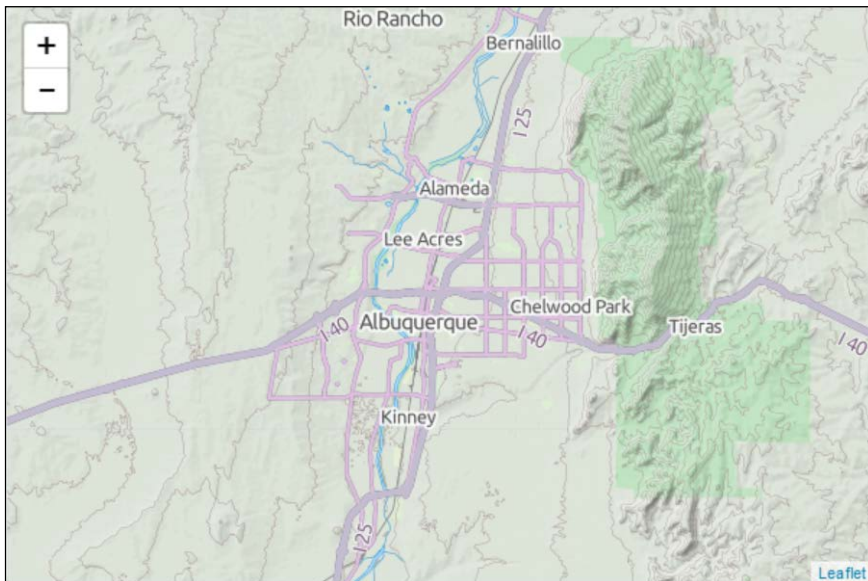 Rio Rancho
+
Bernalillo
−
I 25
Alameda
Lee Acres
Chelwood Park
Albuquerque
Tijeras
I 40
I 40
I 40
Kinney
I 25
Leaflet